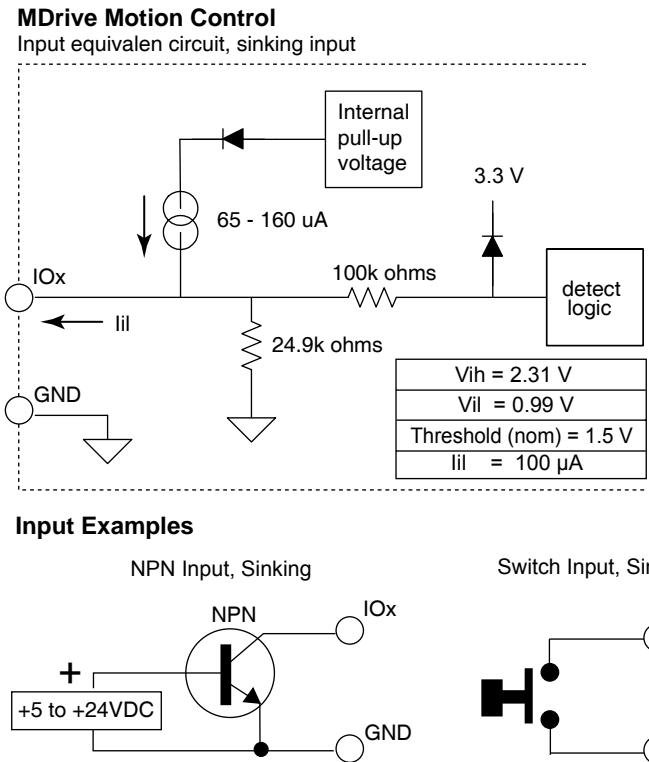 MDrive Motion Control
Input equivalen circuit, sinking input
Internal
pull-up
voltage
3.3 V
65 - 160 uA
IOx
100k ohms
detect
logic
Iil
24.9k ohms
GND
Vih = 2.31 V
Vil = 0.99 V
Threshold (nom) = 1.5 V
Iil = 100 µA
Input Examples
NPN Input, Sinking
Switch Input, Sin
NPN
IOx
+
+5 to +24VDC
GND